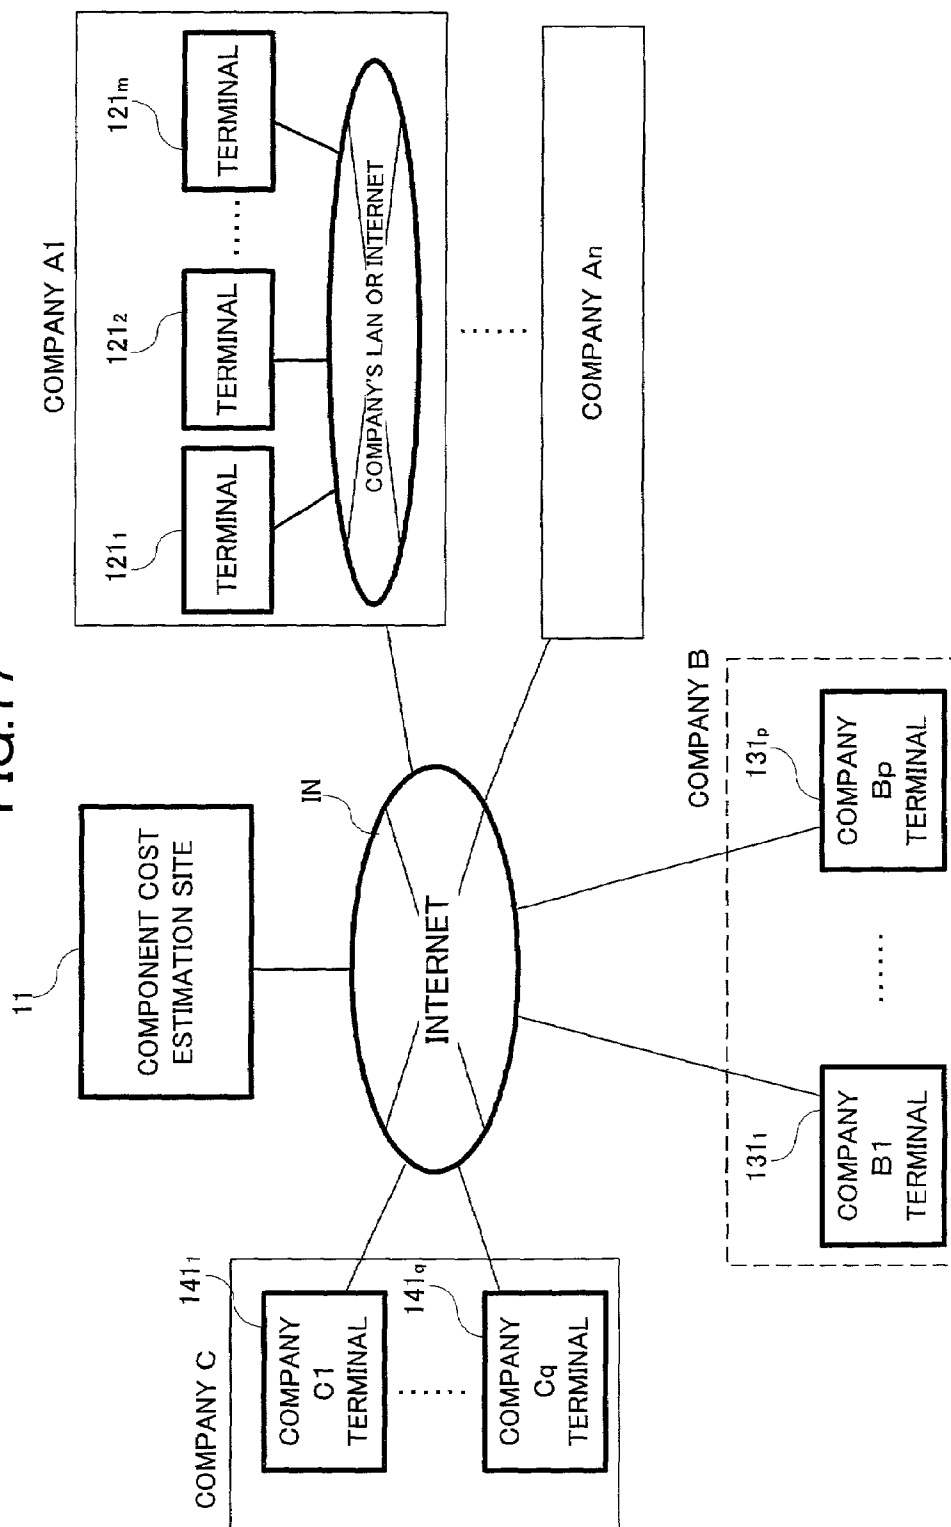 FIG.17
11
COMPONENT COST
ESTIMATION SITE
COMPANY A1
121₁
121₂
121m
TERMINAL
TERMINAL
.....
TERMINAL
COMPANY'S LAN OR INTERNET
......
COMPANY An
IN
INTERNET
COMPANY C
141₁
COMPANY
C1
TERMINAL
.......
141q
COMPANY
Cq
TERMINAL
COMPANY B
131₁
COMPANY
B1
TERMINAL
......
131p
COMPANY
Bp
TERMINAL